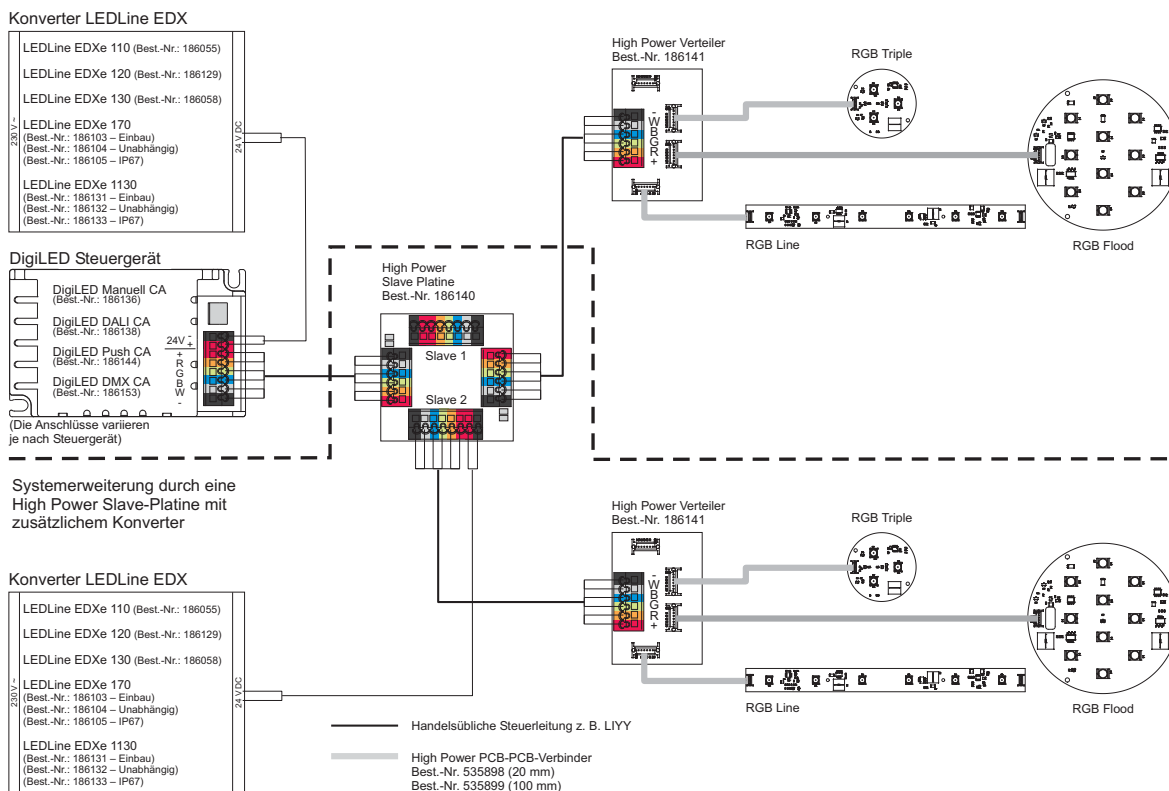 Konverter LEDLine EDX
LEDLine EDXe 110 (Best.-Nr.: 186055)
LEDLine EDXe 120 (Best.-Nr.: 186129)
LEDLine EDXe 130 (Best.-Nr.: 186058)
LEDLine EDXe 170
(Best.-Nr.: 186103 – Einbau)
(Best.-Nr.: 186104 – Unabhängig)
(Best.-Nr.: 186105 – IP67)
LEDLine EDXe 1130
(Best.-Nr.: 186131 – Einbau)
(Best.-Nr.: 186132 – Unabhängig)
(Best.-Nr.: 186133 – IP67)
230 V ~
24 V DC
DigiLED Steuergerät
DigiLED Manuell CA
(Best.-Nr.: 186136)
DigiLED DALI CA
(Best.-Nr.: 186138)
DigiLED Push CA
(Best.-Nr.: 186144)
DigiLED DMX CA
(Best.-Nr.: 186153)
24V -
+
+
R
G
B
W
-
(Die Anschlüsse variieren
je nach Steuergerät)
High Power
Slave Platine
Best.-Nr. 186140
Slave 1
Slave 2
High Power Verteiler
Best.-Nr. 186141
-
W
B
G
R
+
RGB Triple
RGB Line
RGB Flood
Systemerweiterung durch eine
High Power Slave-Platine mit
zusätzlichem Konverter
High Power Verteiler
Best.-Nr. 186141
-
W
B
G
R
+
RGB Triple
RGB Line
RGB Flood
Konverter LEDLine EDX
LEDLine EDXe 110 (Best.-Nr.: 186055)
LEDLine EDXe 120 (Best.-Nr.: 186129)
LEDLine EDXe 130 (Best.-Nr.: 186058)
LEDLine EDXe 170
(Best.-Nr.: 186103 – Einbau)
(Best.-Nr.: 186104 – Unabhängig)
(Best.-Nr.: 186105 – IP67)
LEDLine EDXe 1130
(Best.-Nr.: 186131 – Einbau)
(Best.-Nr.: 186132 – Unabhängig)
(Best.-Nr.: 186133 – IP67)
230 V ~
24 V DC
Handelsübliche Steuerleitung z. B. LIYY
High Power PCB-PCB-Verbinder
Best.-Nr. 535898 (20 mm)
Best.-Nr. 535899 (100 mm)